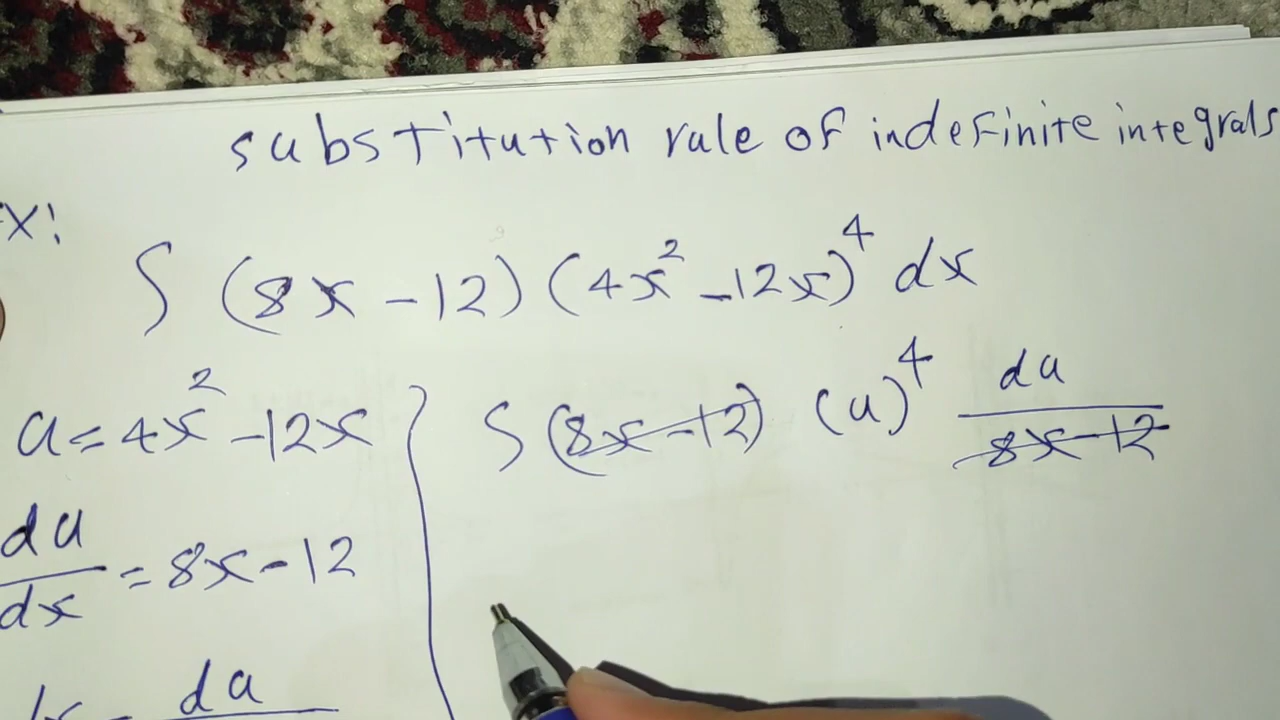 substitution rule of indefinite integrals
Ex:
∫ (8x - 12) (4x² - 12x)⁴ dx
u = 4x² - 12x
∫ (8x - 12) (u)⁴ du / 8x - 12
du / dx = 8x - 12
du